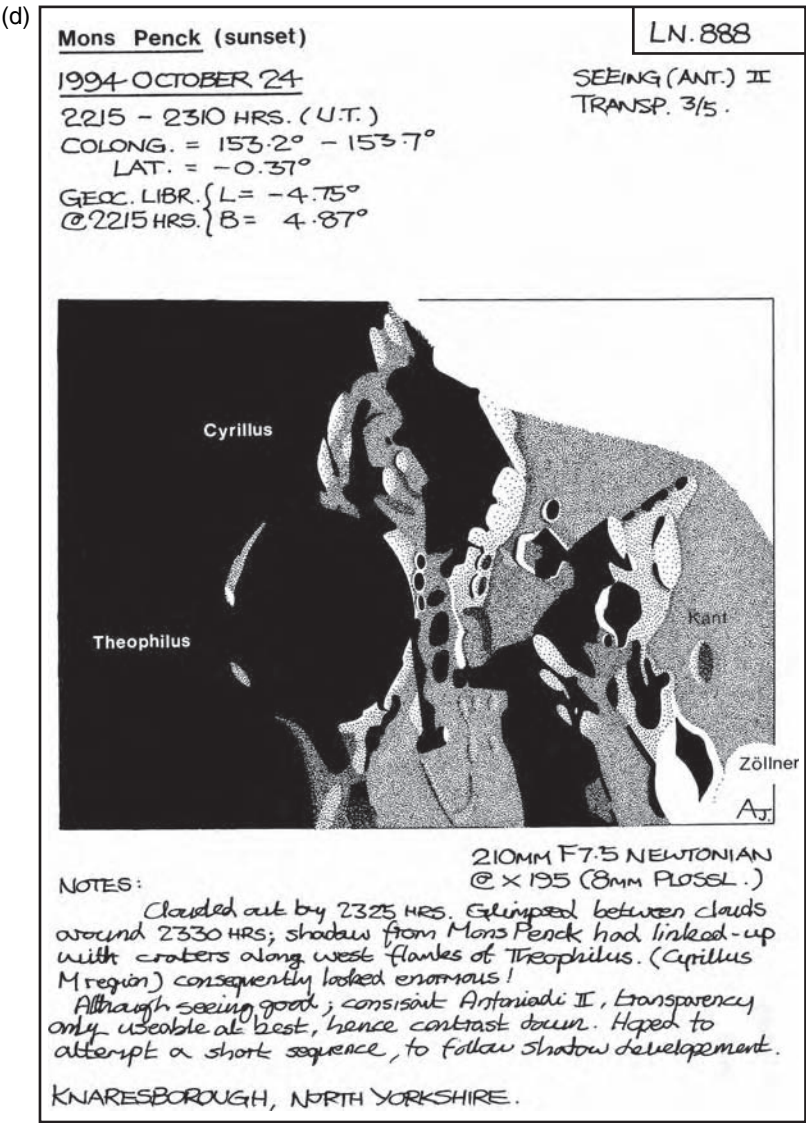 (d)
Mons Penck (sunset)
LN.888
1994 OCTOBER 24
SEEING (ANT.) II
TRANSP. 3/5.
2215 - 2310 HRS. (U.T.)
COLONG. = 153.2° - 153.7°
LAT. = -0.37°
GEOC. LIBR. { L= -4.75°
@ 2215 HRS. { B= 4.87°
Cyrillus
Theophilus
Kant
Zöllner
AJ.
210MM F7.5 NEWTONIAN
@ X 195 (8MM PLOSSL.)
NOTES:
Clouded out by 2325 HRS. Glimpsed between clouds
around 2330 HRS; shadow from Mons Penck had linked-up
with craters along west flanks of Theophilus. (Cyrillus
M region) consequently looked enormous!
Although seeing good; consisant Antoniadi II, transparency
only useable at best, hence contrast down. Hoped to
attempt a short sequence, to follow shadow developement.
KNARESBOROUGH, NORTH YORKSHIRE.